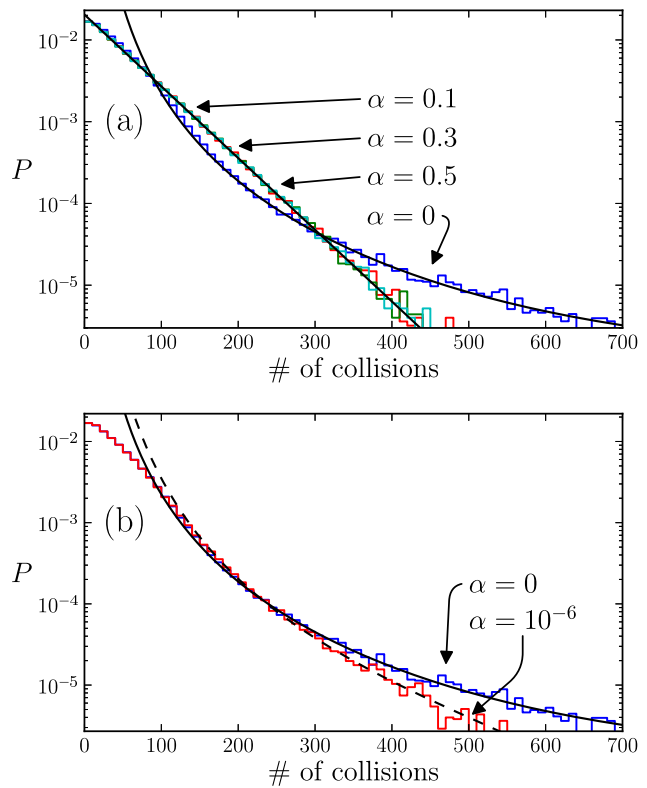 10⁻²
α = 0.1
(a)
10⁻³
α = 0.3
P
α = 0.5
10⁻⁴
α = 0
10⁻⁵
0 100 200 300 400 500 600 700
# of collisions
10⁻²
(b)
10⁻³
P
α = 0
10⁻⁴
α = 10⁻⁶
10⁻⁵
0 100 200 300 400 500 600 700
# of collisions